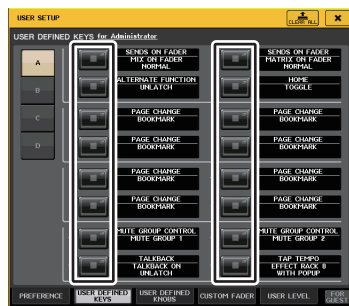 USER SETUP
CLEAR ALL
USER DEFINED KEYS for Administrator
A
SENDS ON FADER
MIX ON FADER
NORMAL
SENDS ON FADER
MATRIX ON FADER
NORMAL
ALTERNATE FUNCTION
UNLATCH
HOME
TOGGLE
B
PAGE CHANGE
BOOKMARK
PAGE CHANGE
BOOKMARK
C
PAGE CHANGE
BOOKMARK
PAGE CHANGE
BOOKMARK
D
PAGE CHANGE
BOOKMARK
PAGE CHANGE
BOOKMARK
PAGE CHANGE
BOOKMARK
PAGE CHANGE
BOOKMARK
MUTE GROUP CONTROL
MUTE GROUP 1
MUTE GROUP CONTROL
MUTE GROUP 2
TALKBACK
TALKBACK ON
UNLATCH
TAP TEMPO
EFFECT RACK 8
WITH POPUP
PREFERENCE
USER DEFINED
KEYS
USER DEFINED
KNOBS
CUSTOM FADER
USER LEVEL
FOR
GUEST